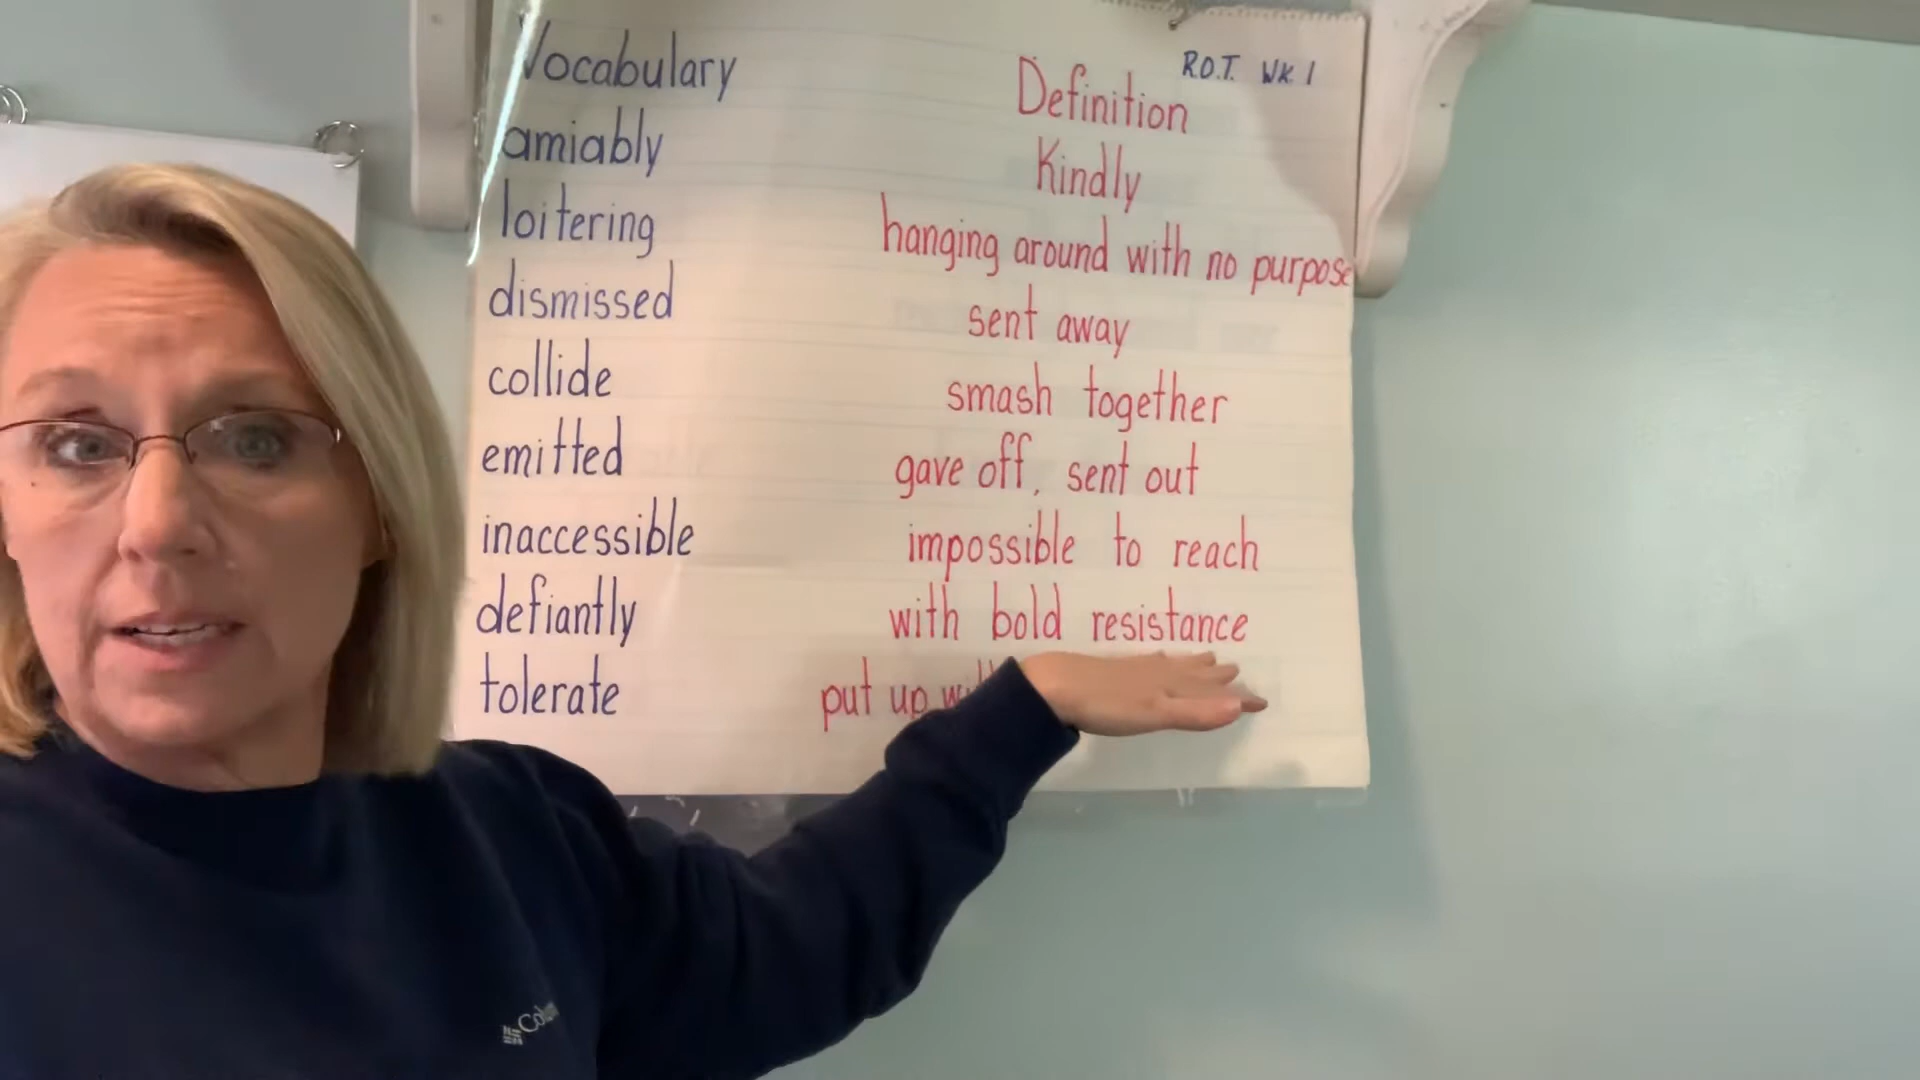 R.O.T. WK 1
Vocabulary Definition
amiably Kindly
loitering hanging around with no purpose
dismissed sent away
collide smash together
emitted gave off, sent out
inaccessible impossible to reach
defiantly with bold resistance
tolerate put up